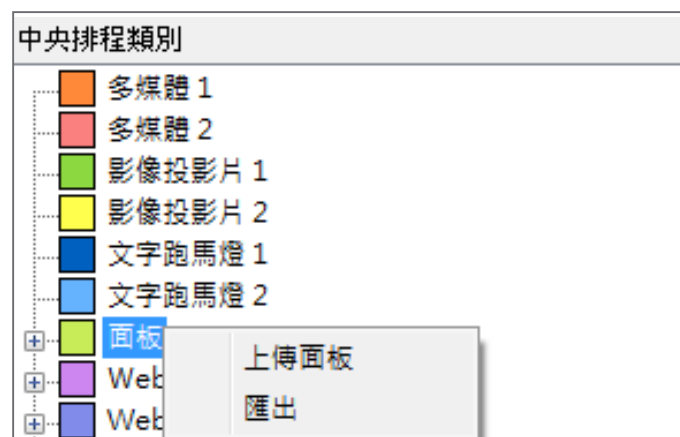 中央排程類別
多媒體 1
多媒體 2
影像投影片 1
影像投影片 2
文字跑馬燈 1
文字跑馬燈 2
面板
上傳面板
Web
匯出
Web